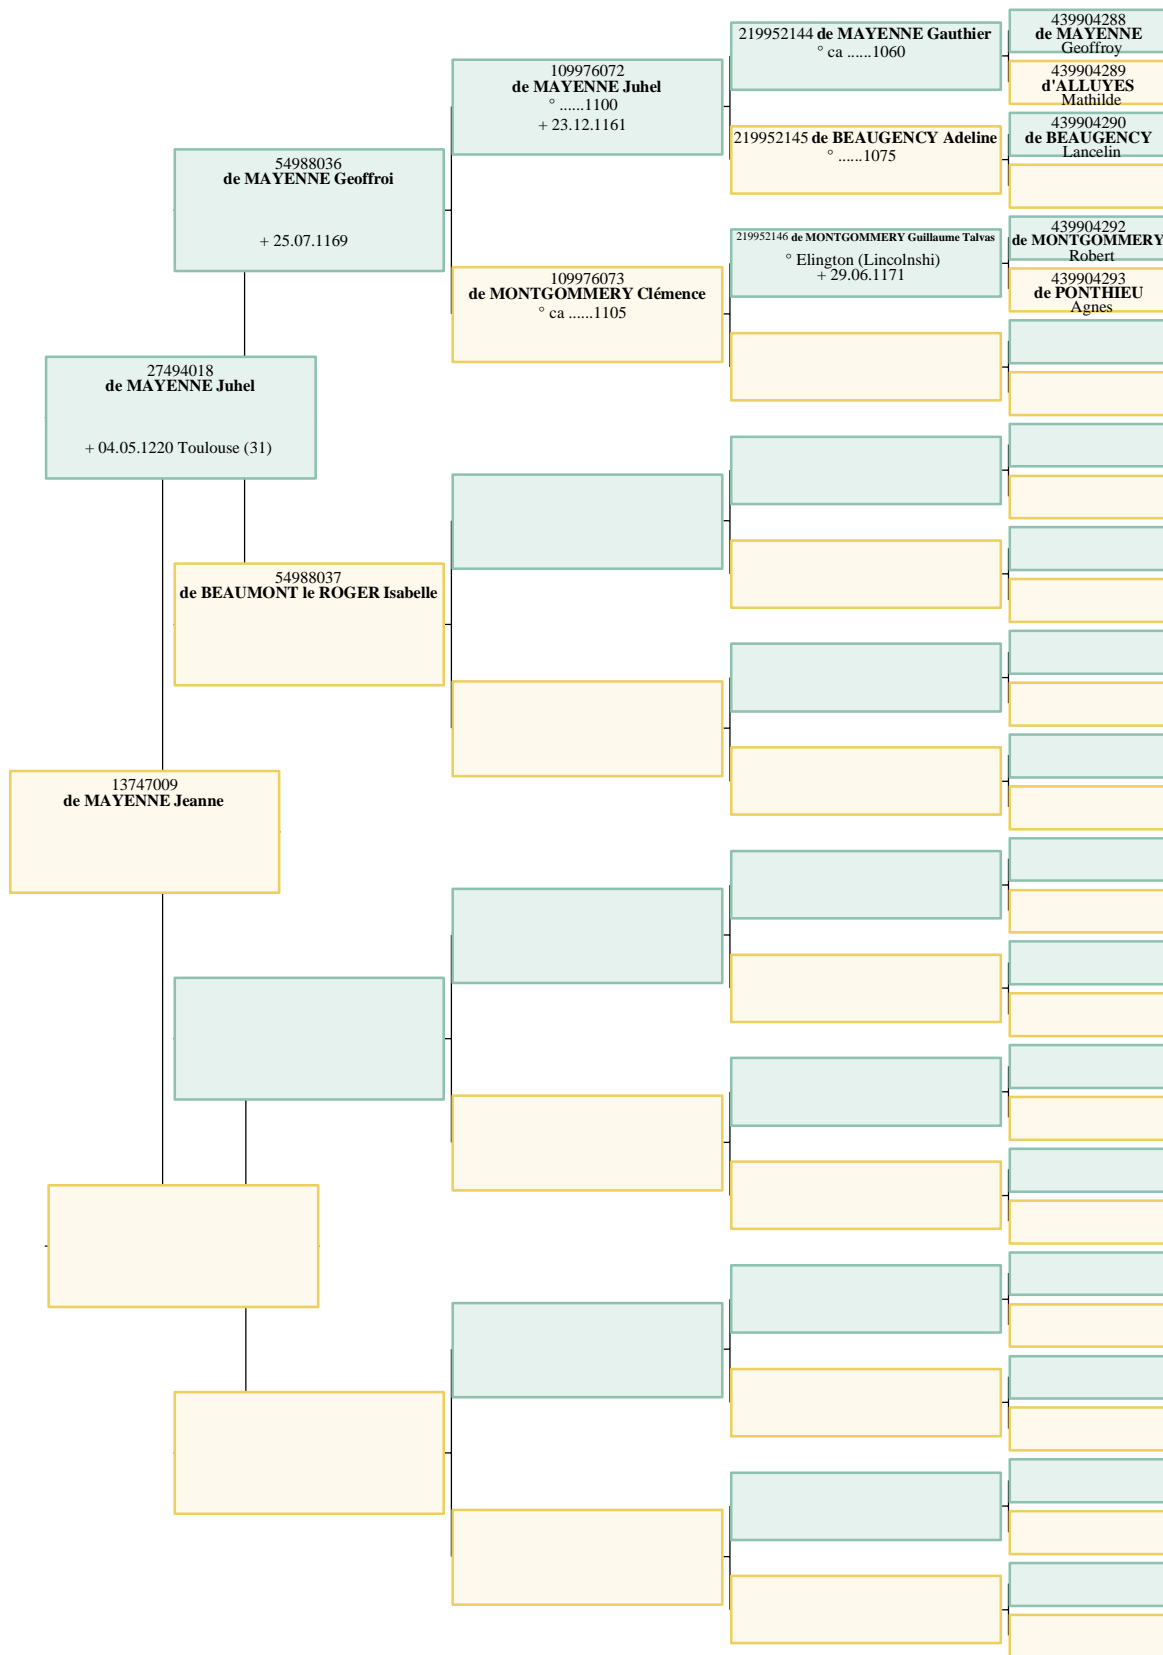 439904288
de MAYENNE
Geoffroy
219952144 de MAYENNE Gauthier
° ca ......1060
439904289
d'ALLUYES
Mathilde
109976072
de MAYENNE Juhel
° ......1100
+ 23.12.1161
439904290
de BEAUGENCY
Lancelin
219952145 de BEAUGENCY Adeline
° ......1075
54988036
de MAYENNE Geoffroi
+ 25.07.1169
439904292
de MONTGOMMERY
Robert
219952146 de MONTGOMMERY Guillaume Talvas
° Elington (Lincolnshi)
+ 29.06.1171
439904293
de PONTHIEU
Agnes
109976073
de MONTGOMMERY Clémence
° ca ......1105
27494018
de MAYENNE Juhel
+ 04.05.1220 Toulouse (31)
54988037
de BEAUMONT le ROGER Isabelle
13747009
de MAYENNE Jeanne